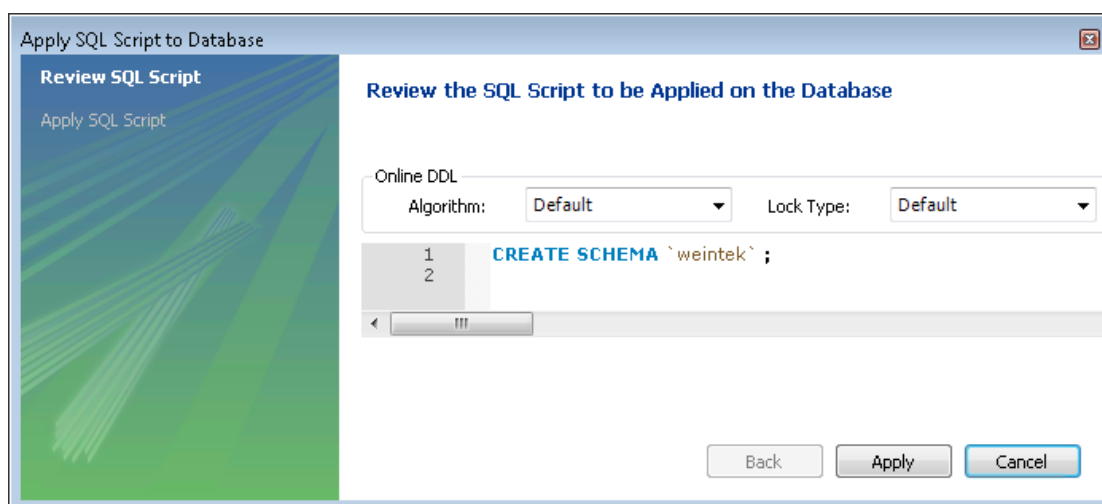 Apply SQL Script to Database
Review SQL Script
Apply SQL Script
Review the SQL Script to be Applied on the Database
Online DDL
Algorithm: Default Lock Type: Default
1 CREATE SCHEMA `weintek` ;
2
Back Apply Cancel